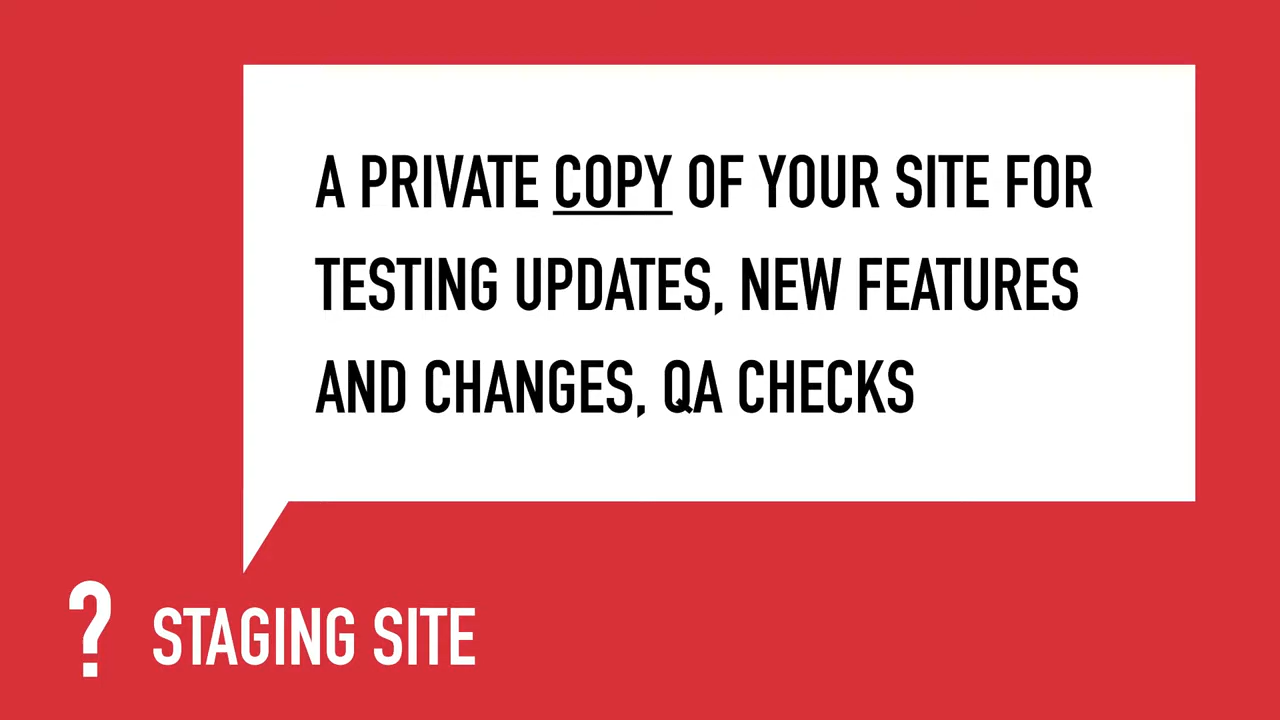 A PRIVATE COPY OF YOUR SITE FOR
TESTING UPDATES, NEW FEATURES
AND CHANGES, QA CHECKS
? STAGING SITE